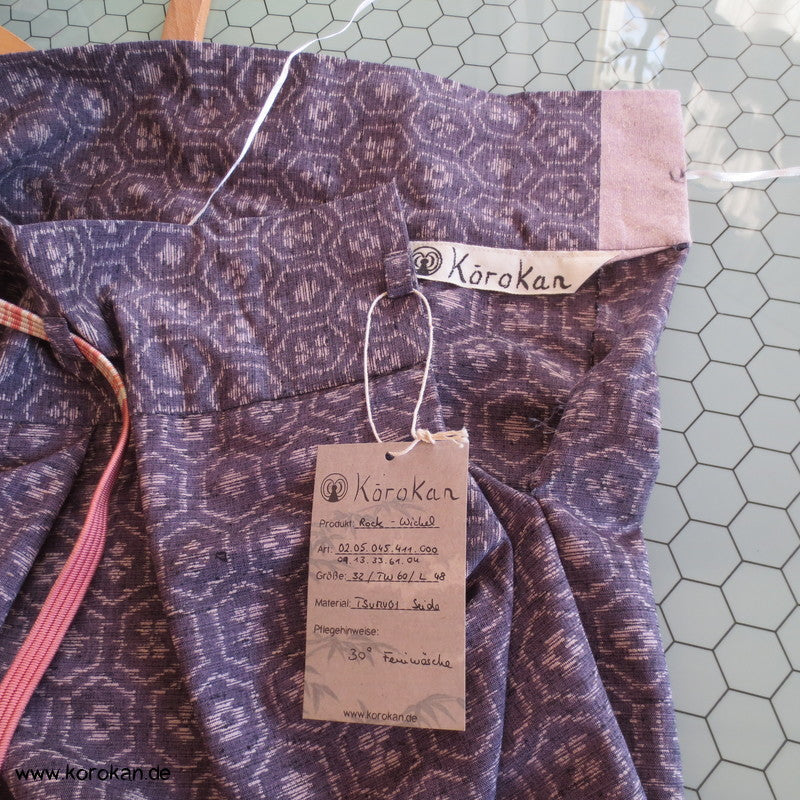 Kōrokan
Kōrokan
Produkt: Rock - Wickel
Art: 02.05.045.411.000
09.13.33.61.04
Größe: 32 / TW 60 / L 48
Material: Tsumugi Seide
Pflegehinweise:
30° Feinwäsche
www.korokan.de
www.korokan.de